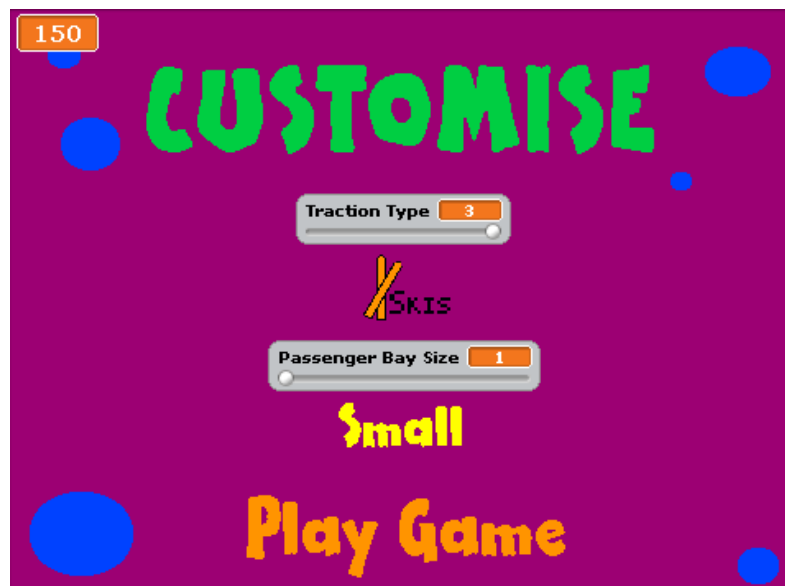 150
CUSTOMISE
Traction Type 3
Skis
Passenger Bay Size 1
Small
Play Game